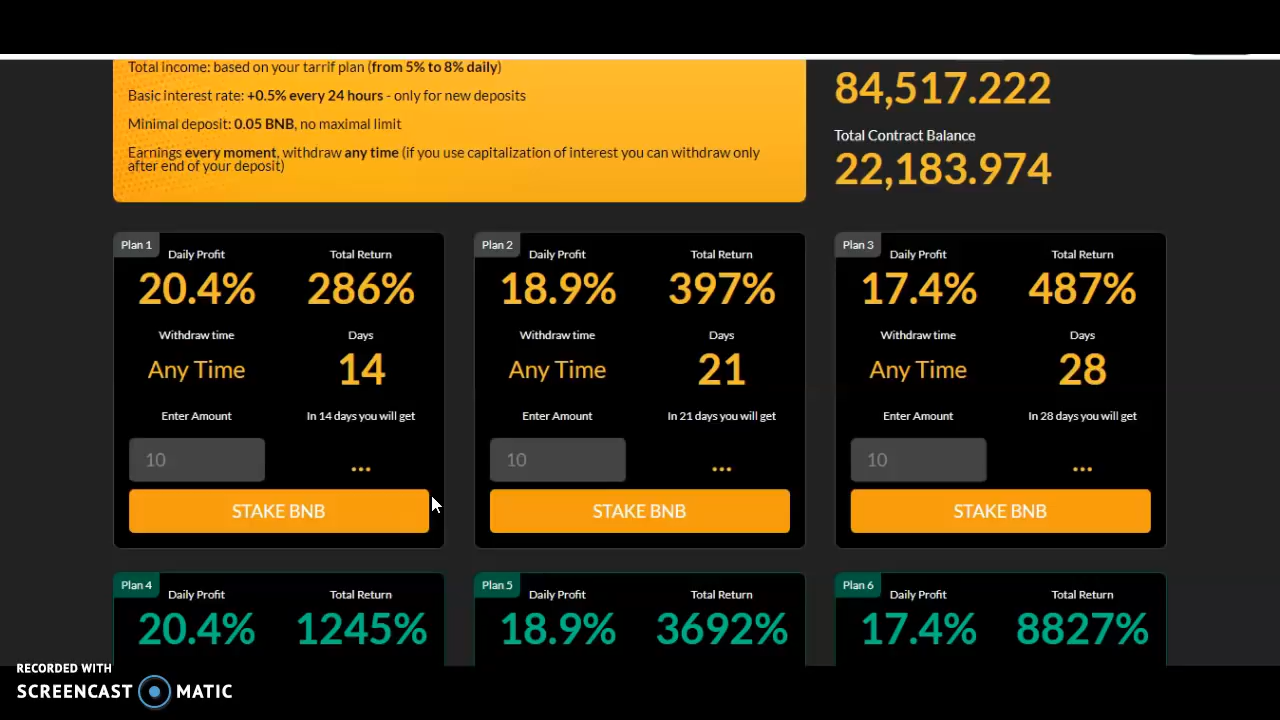 Total income: based on your tarrif plan (from 5% to 8% daily)
Basic interest rate: +0.5% every 24 hours - only for new deposits
Minimal deposit: 0.05 BNB, no maximal limit
Earnings every moment, withdraw any time (if you use capitalization of interest you can withdraw only
after end of your deposit)
84,517.222
Total Contract Balance
22,183.974
Plan 1
Daily Profit Total Return
20.4% 286%
Withdraw time Days
Any Time 14
Enter Amount In 14 days you will get
10 ...
STAKE BNB
Plan 2
Daily Profit Total Return
18.9% 397%
Withdraw time Days
Any Time 21
Enter Amount In 21 days you will get
10 ...
STAKE BNB
Plan 3
Daily Profit Total Return
17.4% 487%
Withdraw time Days
Any Time 28
Enter Amount In 28 days you will get
10 ...
STAKE BNB
Plan 4
Daily Profit Total Return
20.4% 1245%
Plan 5
Daily Profit Total Return
18.9% 3692%
Plan 6
Daily Profit Total Return
17.4% 8827%
RECORDED WITH
SCREENCAST MATIC